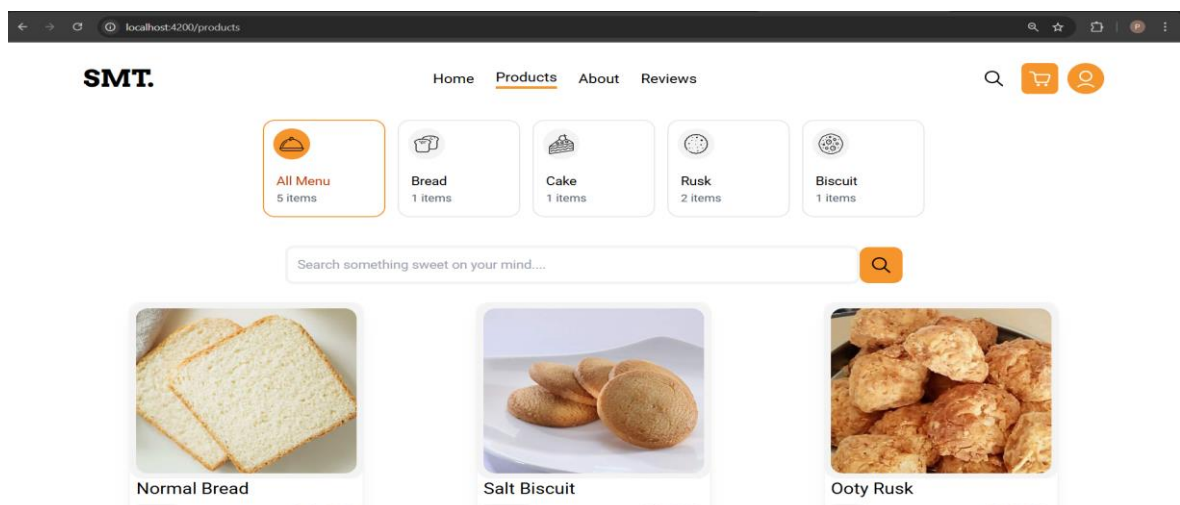 localhost:4200/products
P
SMT.
Home Products About Reviews
All Menu
5 items
Bread
1 items
Cake
1 items
Rusk
2 items
Biscuit
1 items
Search something sweet on your mind....
Normal Bread
Salt Biscuit
Ooty Rusk